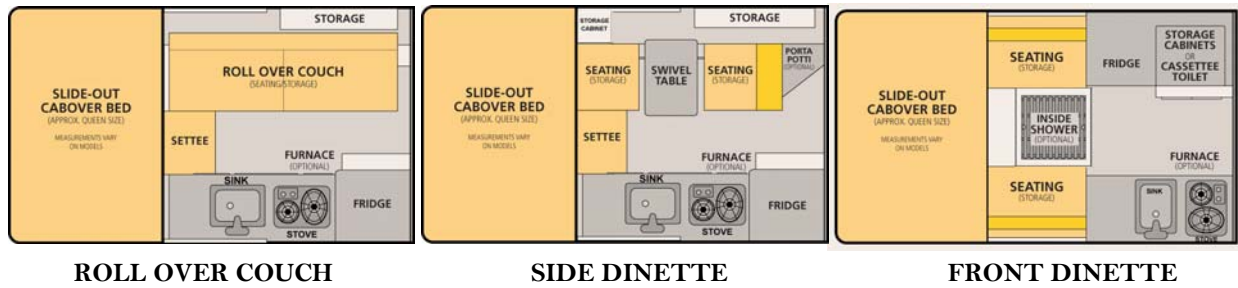 SLIDE-OUT
CABOVER BED
(APPROX. QUEEN SIZE)
MEASUREMENTS VARY
ON MODELS
STORAGE
ROLL OVER COUCH
(SEATING/STORAGE)
SETTEE
FURNACE
(OPTIONAL)
SINK
STOVE
FRIDGE
ROLL OVER COUCH
SLIDE-OUT
CABOVER BED
(APPROX. QUEEN SIZE)
MEASUREMENTS VARY
ON MODELS
STORAGE
CABINET
STORAGE
SEATING
(STORAGE)
SWIVEL
TABLE
SEATING
(STORAGE)
PORTA
POTTI
(OPTIONAL)
SETTEE
FURNACE
(OPTIONAL)
SINK
STOVE
FRIDGE
SIDE DINETTE
SLIDE-OUT
CABOVER BED
(APPROX. QUEEN SIZE)
MEASUREMENTS VARY
ON MODELS
SEATING
(STORAGE)
FRIDGE
STORAGE
CABINETS
OR
CASSETTEE
TOILET
INSIDE
SHOWER
(OPTIONAL)
FURNACE
(OPTIONAL)
SEATING
(STORAGE)
SINK
STOVE
FRONT DINETTE